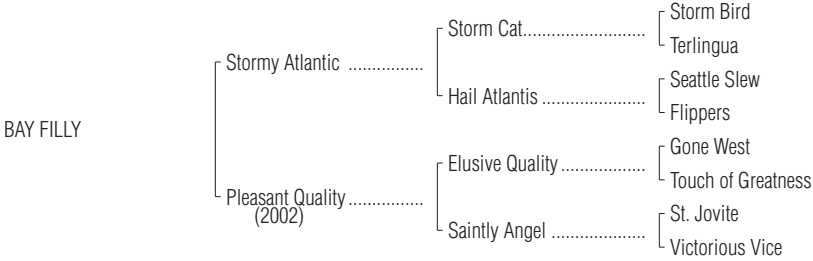 Storm Bird
Storm Cat..........................
Terlingua
Stormy Atlantic ................
Seattle Slew
Hail Atlantis ......................
Flippers
BAY FILLY
Gone West
Elusive Quality ..................
Touch of Greatness
Pleasant Quality................
(2002)
St. Jovite
Saintly Angel ....................
Victorious Vice